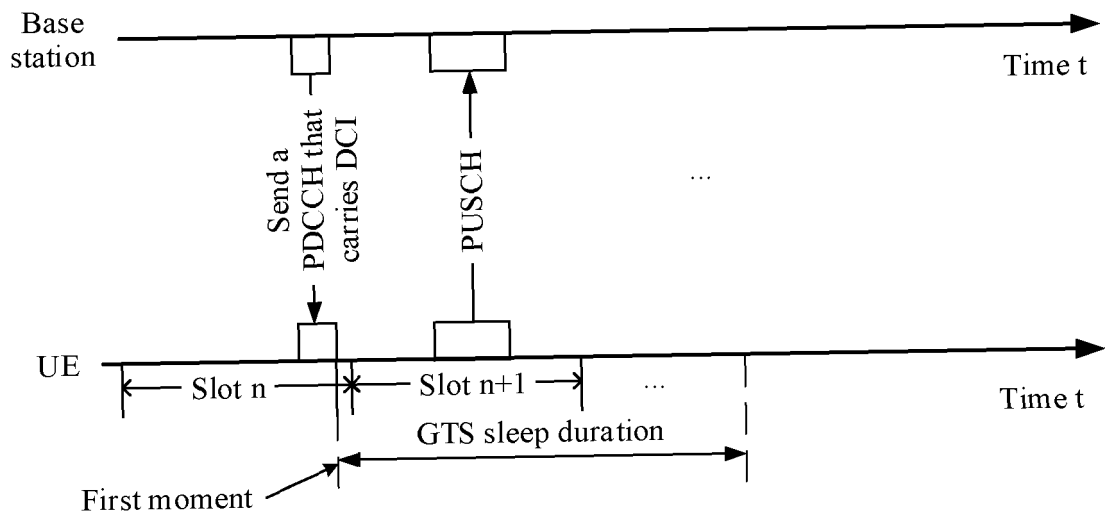 Base
station
Time t
Send a
PDCCH that
carries DCI
PUSCH
...
UE
Slot n
Slot n+1
...
Time t
GTS sleep duration
First moment